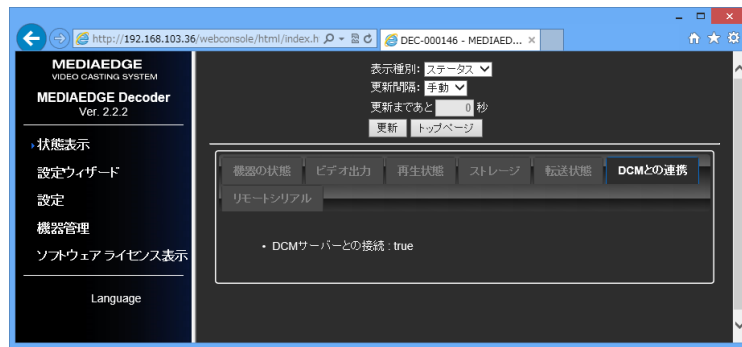 http://192.168.103.36/webconsole/html/index.h
DEC-000146 - MEDIAED...
MEDIAEDGE
VIDEO CASTING SYSTEM
MEDIAEDGE Decoder
Ver. 2.2.2
状態表示
設定ウィザード
設定
機器管理
ソフトウェア ライセンス表示
Language
表示種別: ステータス
更新間隔: 手動
更新まであと 0 秒
更新 トップページ
機器の状態 ビデオ出力 再生状態 ストレージ 転送状態 DCMとの連携
リモートシリアル
• DCMサーバーとの接続 : true